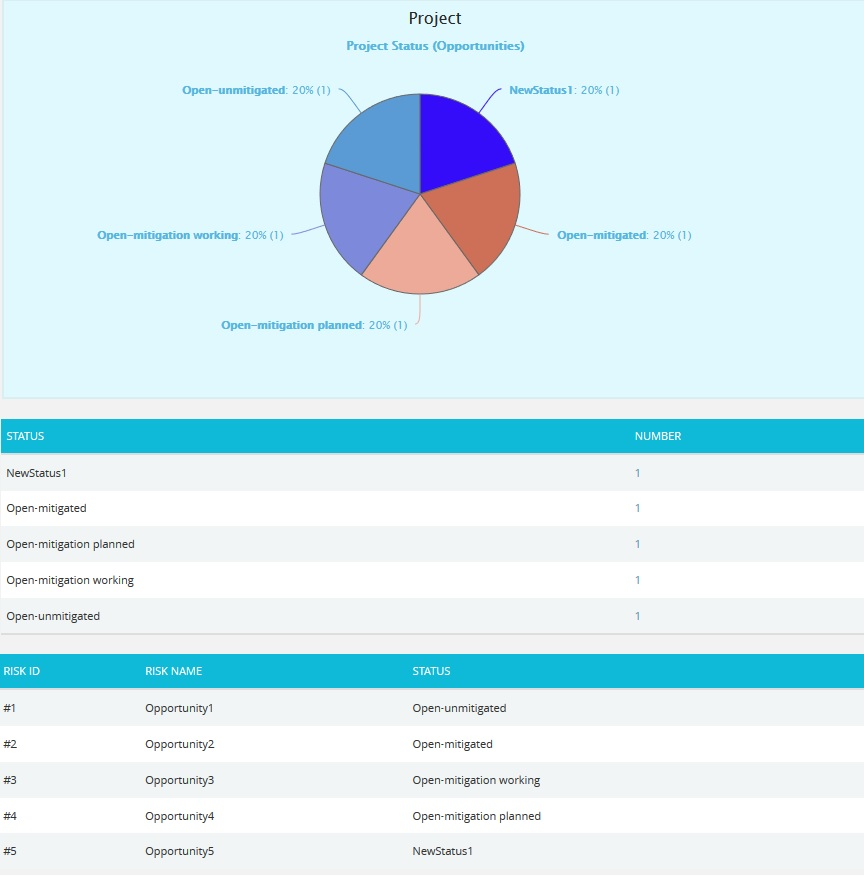 Project
Project Status (Opportunities)
Open-unmitigated: 20% (1)
NewStatus1: 20% (1)
Open-mitigation working: 20% (1)
Open-mitigated: 20% (1)
Open-mitigation planned: 20% (1)
STATUS NUMBER
NewStatus1 1
Open-mitigated 1
Open-mitigation planned 1
Open-mitigation working 1
Open-unmitigated 1
RISK ID RISK NAME STATUS
#1 Opportunity1 Open-unmitigated
#2 Opportunity2 Open-mitigated
#3 Opportunity3 Open-mitigation working
#4 Opportunity4 Open-mitigation planned
#5 Opportunity5 NewStatus1